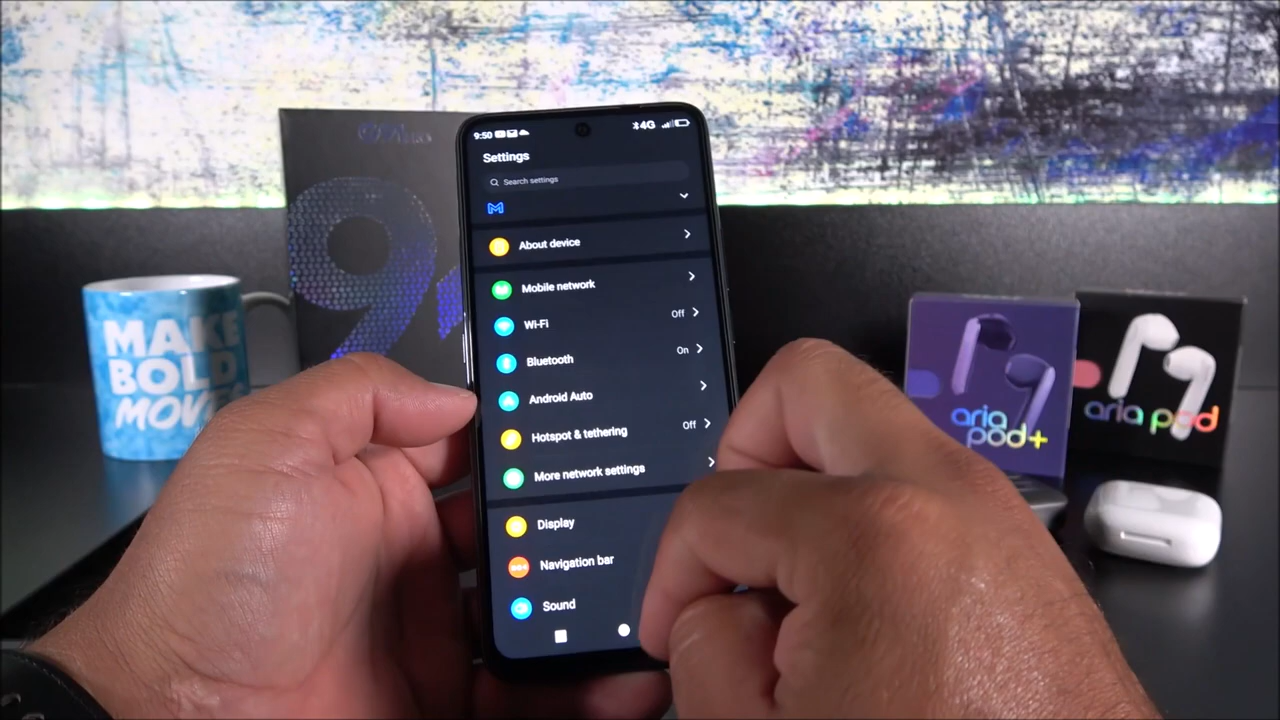 9:50
4G
Settings
Search settings
About device
Mobile network
Wi-Fi
Off
Bluetooth
On
Android Auto
Hotspot & tethering
Off
More network settings
Display
Navigation bar
Sound
MAKE
BOLD
MOVE
aria
pod+
aria pod